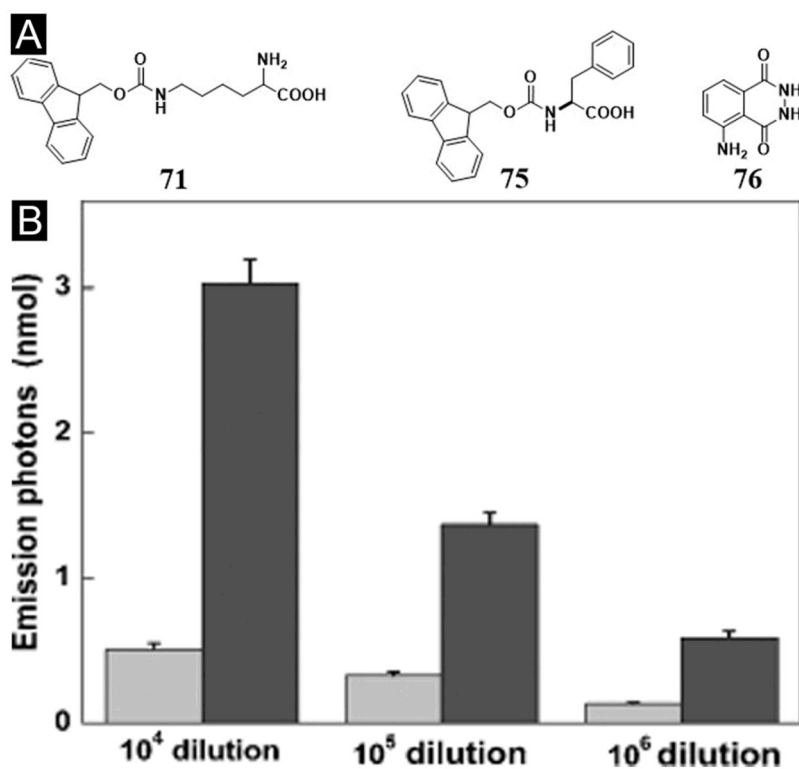 A
O
NH₂
O
N
H
COOH
71
O
O
N
H
COOH
75
O
NH
NH
NH₂
O
76
B
Emission photons (nmol)
3
2
1
0
10⁴ dilution
10⁵ dilution
10⁶ dilution